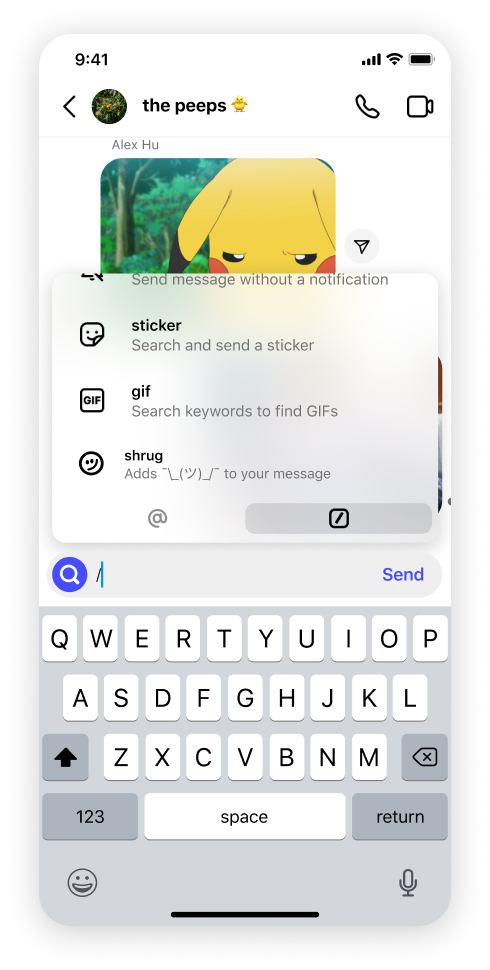 9:41
the peeps 🐥
Alex Hu
Send message without a notification
sticker
Search and send a sticker
GIF
gif
Search keywords to find GIFs
shrug
Adds ¯\_(ツ)_/¯ to your message
@
/
Send
Q W E R T Y U I O P
A S D F G H J K L
Z X C V B N M
123 space return